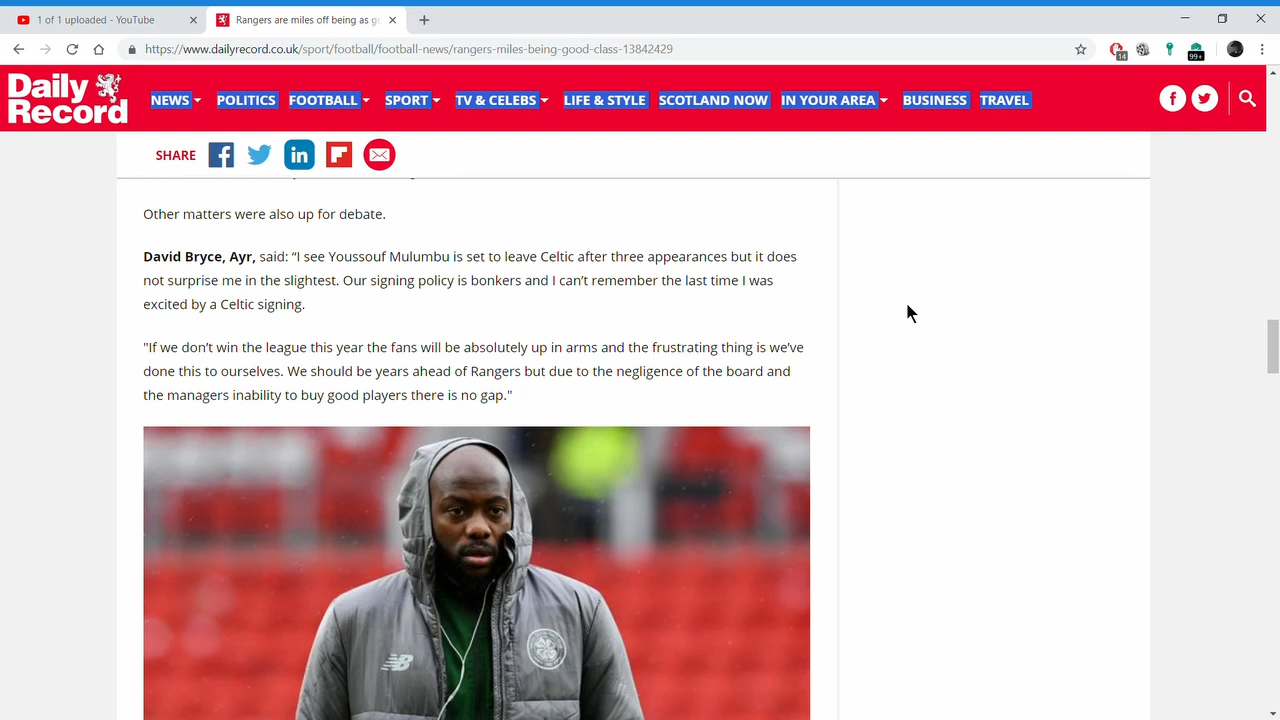 1 of 1 uploaded - YouTube
Rangers are miles off being as go
https://www.dailyrecord.co.uk/sport/football/football-news/rangers-miles-being-good-class-13842429
14
99+
Daily
Record
NEWS POLITICS FOOTBALL SPORT TV & CELEBS LIFE & STYLE SCOTLAND NOW IN YOUR AREA BUSINESS TRAVEL
SHARE
Other matters were also up for debate.
David Bryce, Ayr, said: “I see Youssouf Mulumbu is set to leave Celtic after three appearances but it does
not surprise me in the slightest. Our signing policy is bonkers and I can’t remember the last time I was
excited by a Celtic signing.
"If we don’t win the league this year the fans will be absolutely up in arms and the frustrating thing is we’ve
done this to ourselves. We should be years ahead of Rangers but due to the negligence of the board and
the managers inability to buy good players there is no gap."